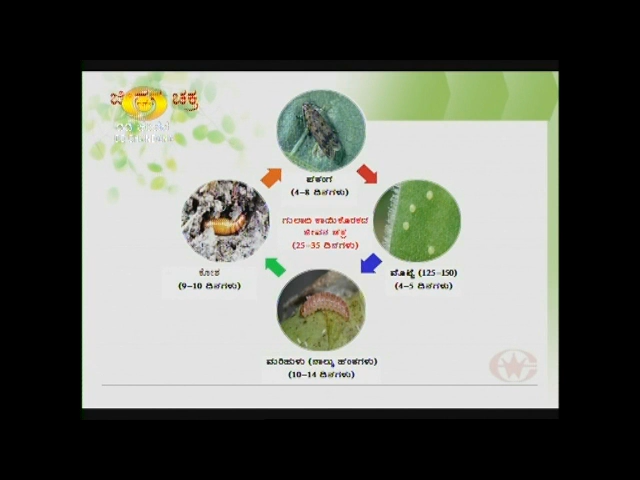 ಚಕ್ರ
ಪತಂಗ
(4-8 ದಿನಗಳು)
ಗುಲಾಬಿ ಕಾಯಿಕೊರಕದ
ಜೀವನ ಚಕ್ರ
(25-35 ದಿನಗಳು)
ಕೋಶ
(9-10 ದಿನಗಳು)
ಮೊಟ್ಟೆ (125-150)
(4-5 ದಿನಗಳು)
ಮರಿಹುಳು (ನಾಲ್ಕು ಹಂತಗಳು)
(10-14 ದಿನಗಳು)